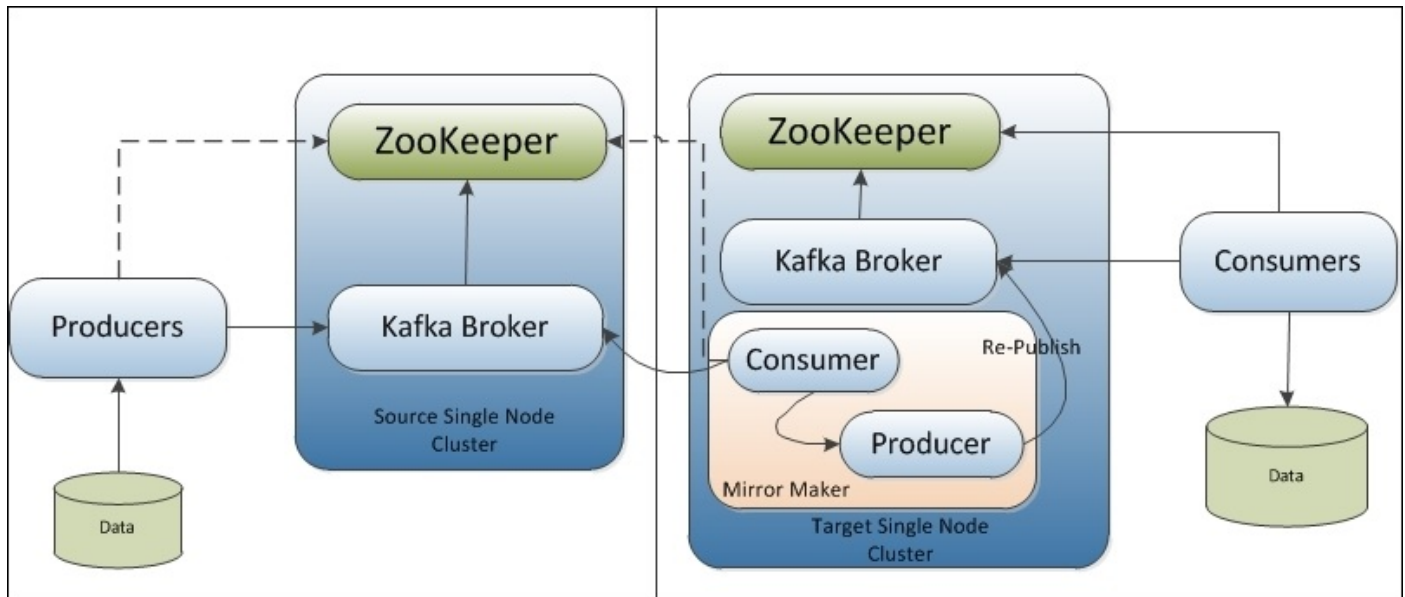 ZooKeeper
Producers
Kafka Broker
Source Single Node
Cluster
Data
ZooKeeper
Kafka Broker
Consumer
Re-Publish
Producer
Mirror Maker
Target Single Node
Cluster
Consumers
Data